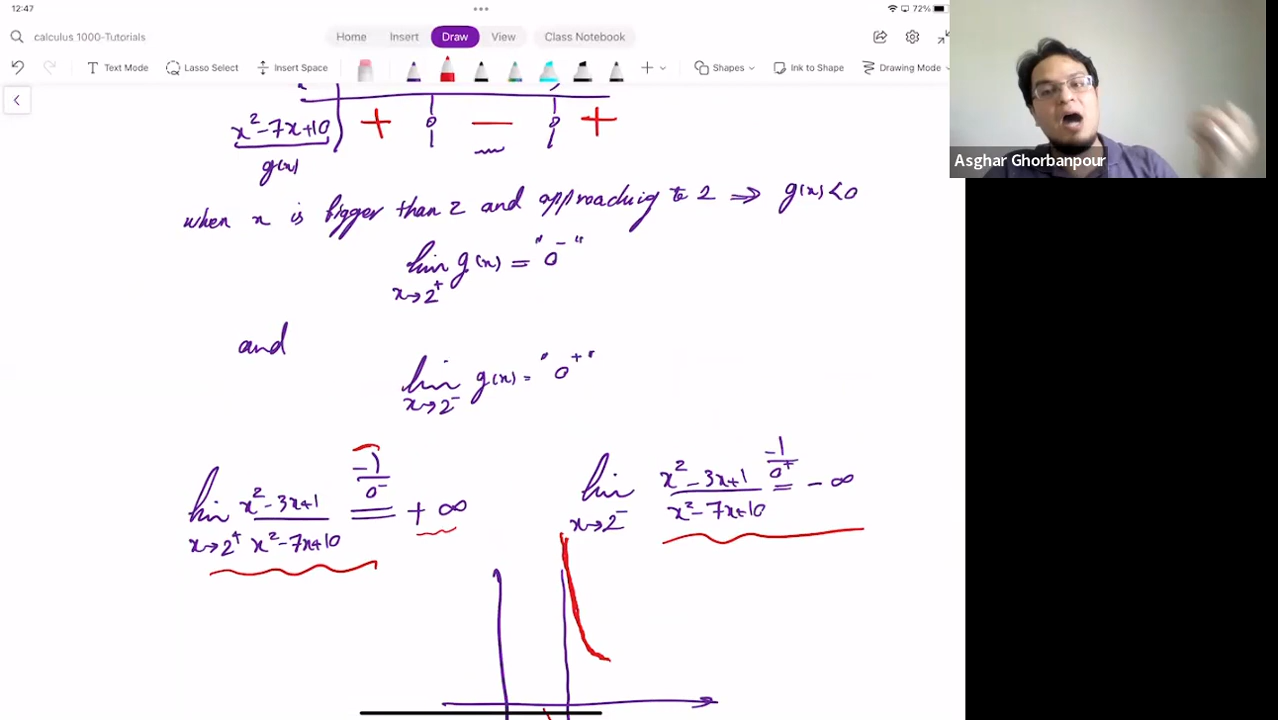 12:47
72%
calculus 1000-Tutorials
Home Insert Draw View Class Notebook
Text Mode Lasso Select Insert Space Shapes Ink to Shape Drawing Mode
x²-7x+10 + 0 — 0 +
g(x)
when x is bigger than 2 and approaching to 2 ⇒ g(x)<0
lim g(x) = "0⁻"
x→2⁺
and
lim g(x) = "0⁺"
x→2⁻
lim x²-3x+1 / x²-7x+10 = -1/0⁻ + ∞
x→2⁺
lim x²-3x+1 / x²-7x+10 = -1/0⁺ - ∞
x→2⁻
Asghar Ghorbanpour